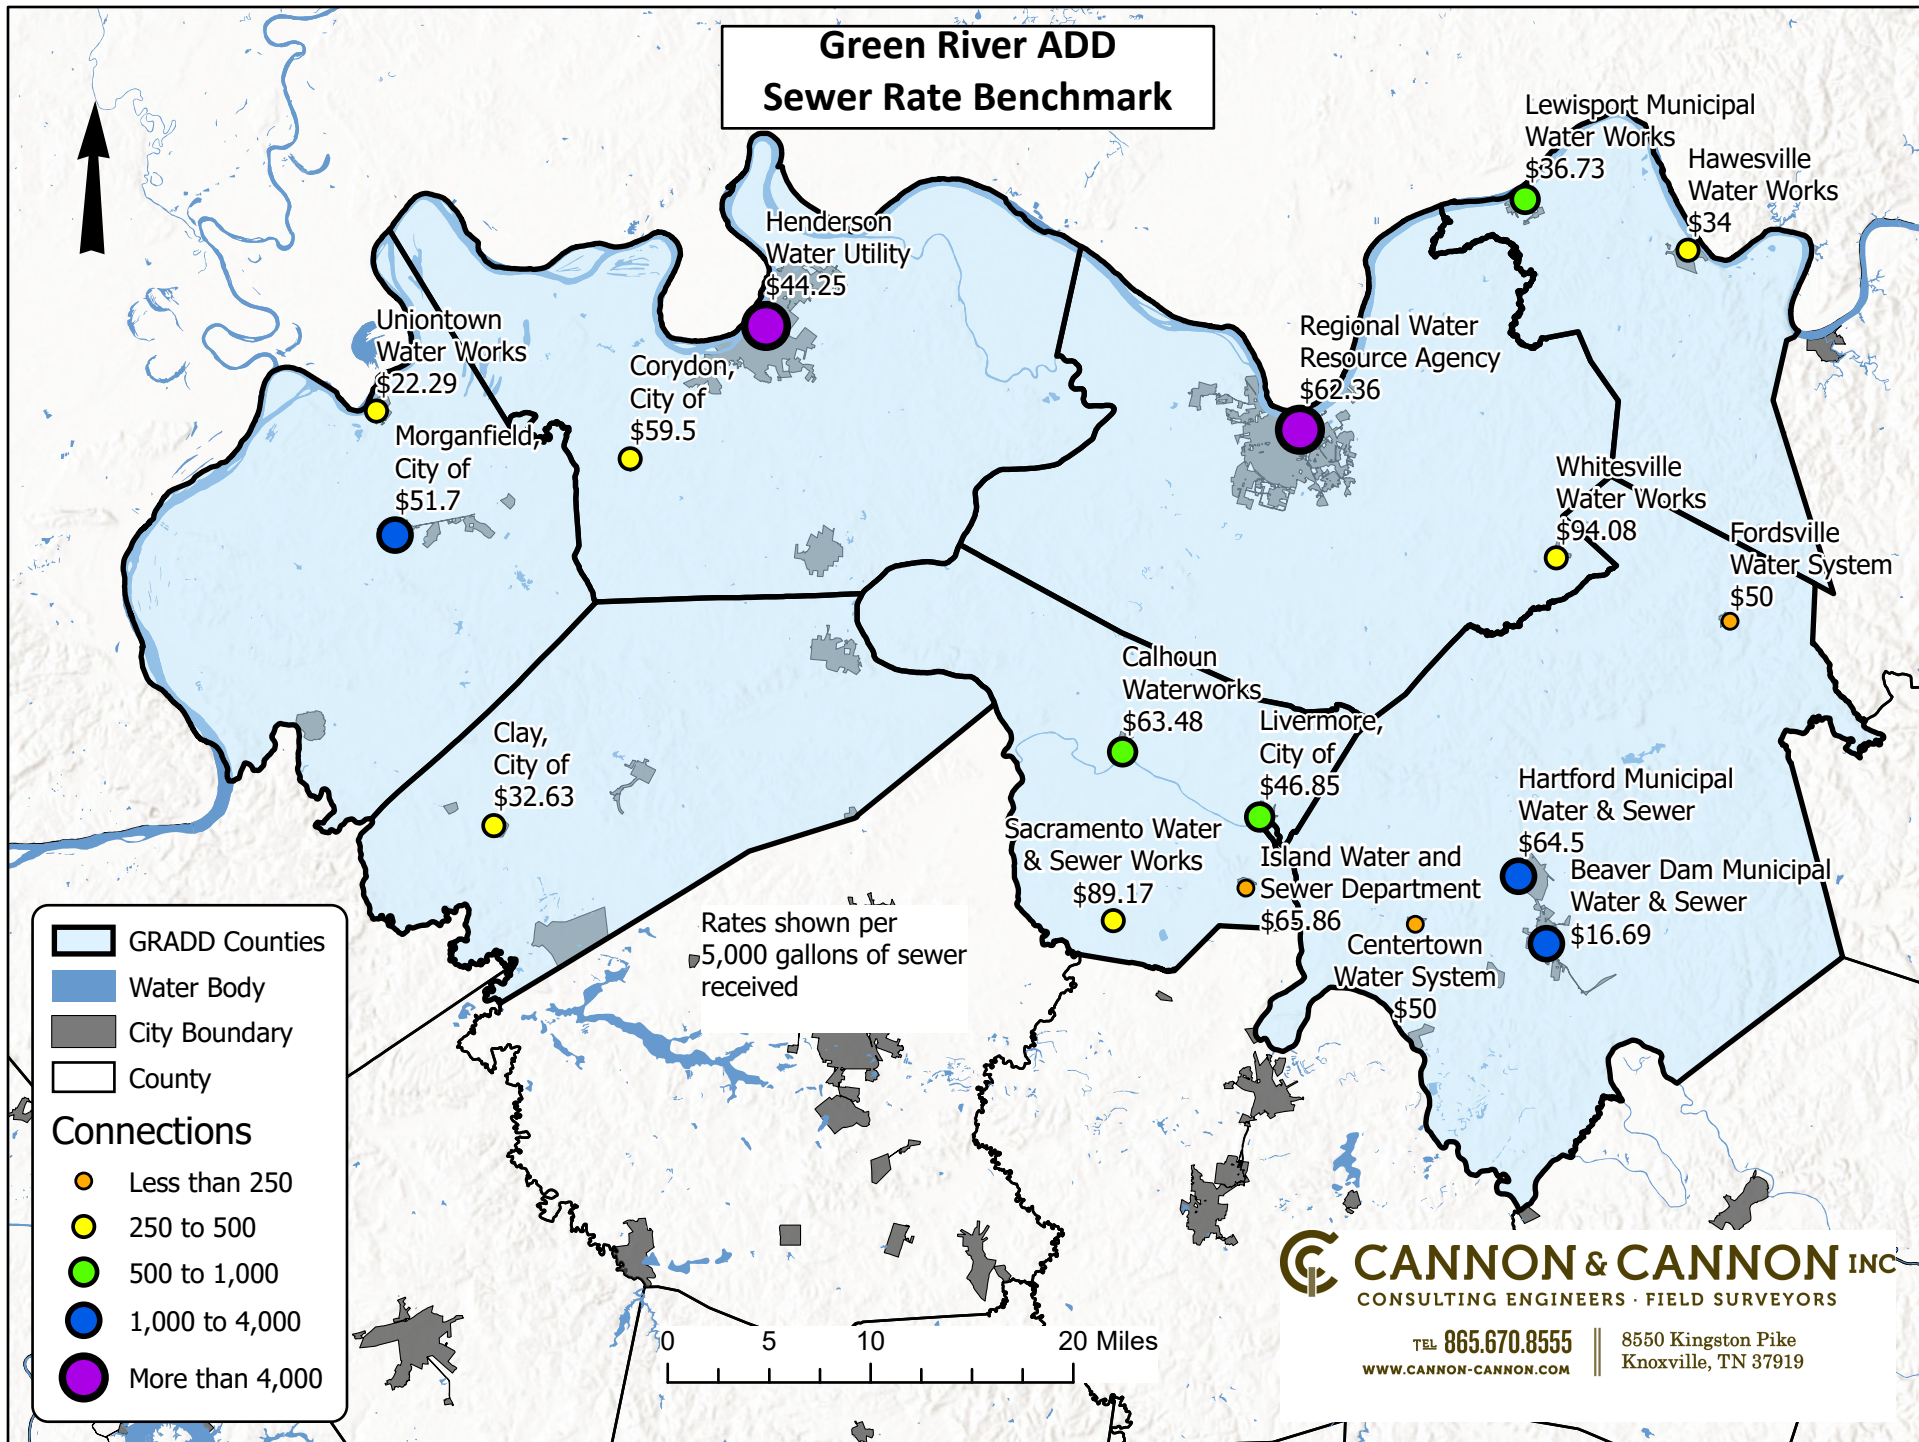 Green River ADD
Sewer Rate Benchmark
Lewisport Municipal
Water Works
$36.73
Hawesville
Water Works
$34
Henderson
Water Utility
$44.25
Uniontown
Water Works
$22.29
Corydon,
City of
$59.5
Regional Water
Resource Agency
$62.36
Morganfield,
City of
$51.7
Whitesville
Water Works
$94.08
Fordsville
Water System
$50
Calhoun
Waterworks
$63.48
Livermore,
City of
$46.85
Clay,
City of
$32.63
Hartford Municipal
Water & Sewer
$64.5
Sacramento Water
& Sewer Works
$89.17
Island Water and
Sewer Department
$65.86
Beaver Dam Municipal
Water & Sewer
$16.69
Centertown
Water System
$50
Rates shown per
5,000 gallons of sewer
received
GRADD Counties
Water Body
City Boundary
County
Connections
Less than 250
250 to 500
500 to 1,000
1,000 to 4,000
More than 4,000
0 5 10 20 Miles
CANNON & CANNON INC
CONSULTING ENGINEERS · FIELD SURVEYORS
TEL 865.670.8555
WWW.CANNON-CANNON.COM
8550 Kingston Pike
Knoxville, TN 37919